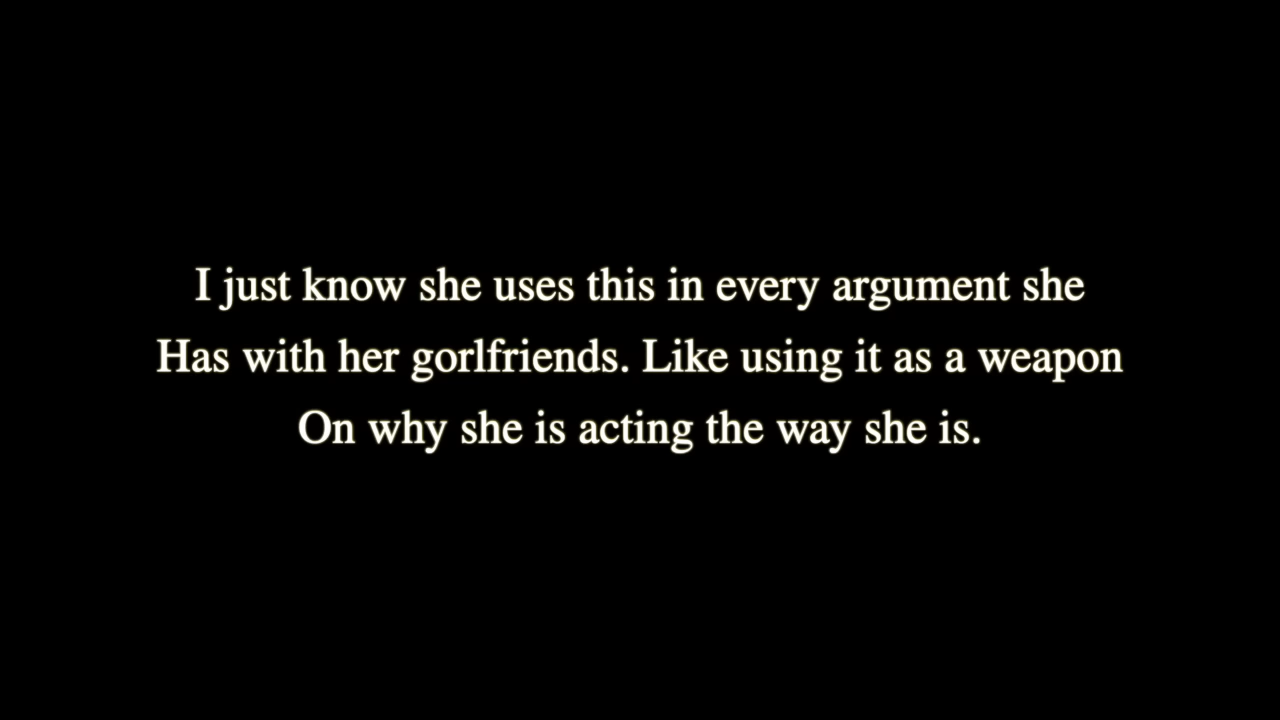 I just know she uses this in every argument she
Has with her gorlfriends. Like using it as a weapon
On why she is acting the way she is.